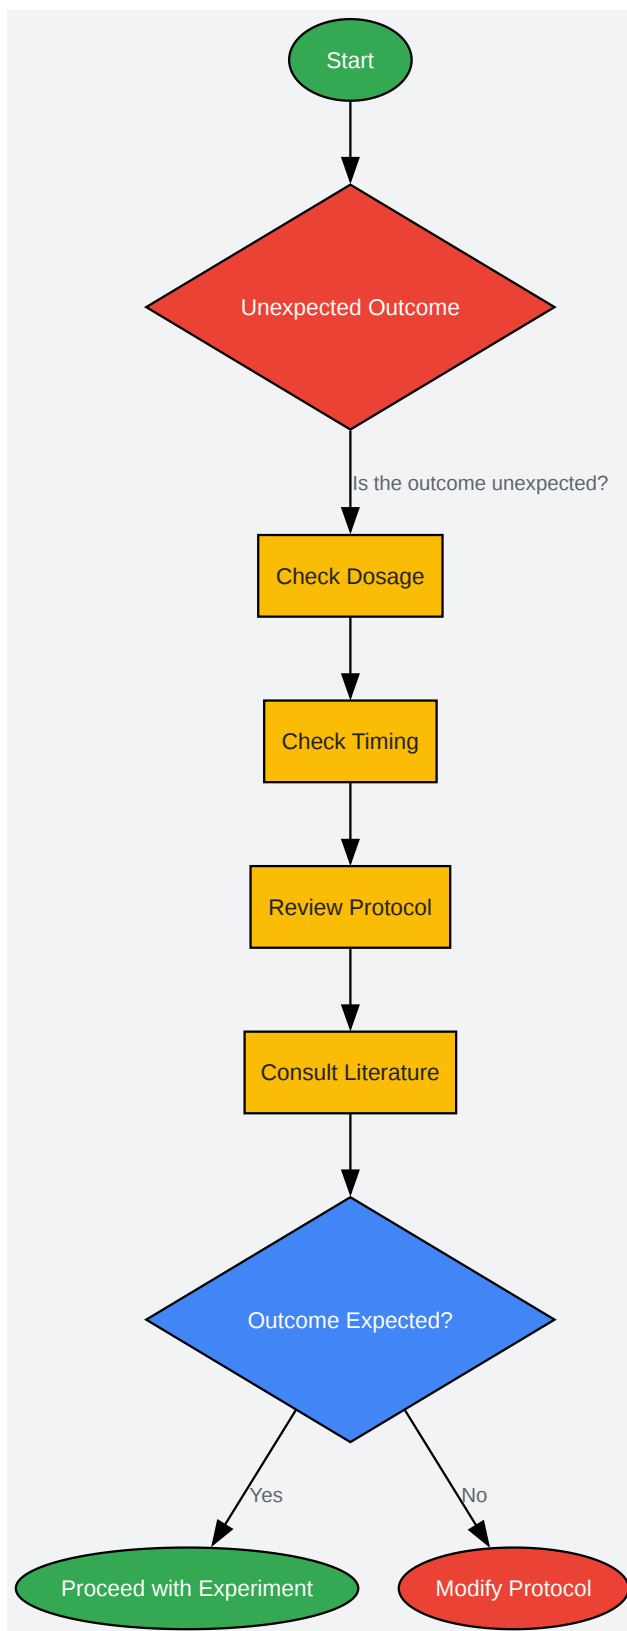 Start
Unexpected Outcome
Is the outcome unexpected?
Check Dosage
Check Timing
Review Protocol
Consult Literature
Outcome Expected?
Yes
No
Proceed with Experiment
Modify Protocol